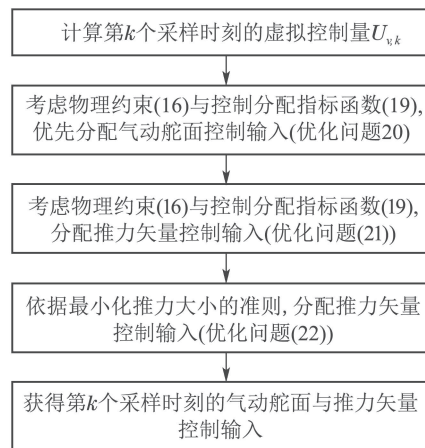 计算第k个采样时刻的虚拟控制量U_{v,k}
考虑物理约束(16)与控制分配指标函数(19),
优先分配气动舵面控制输入(优化问题20)
考虑物理约束(16)与控制分配指标函数(19),
分配推力矢量控制输入(优化问题(21))
依据最小化推力大小的准则,分配推力矢量
控制输入(优化问题(22))
获得第k个采样时刻的气动舵面与推力矢量
控制输入